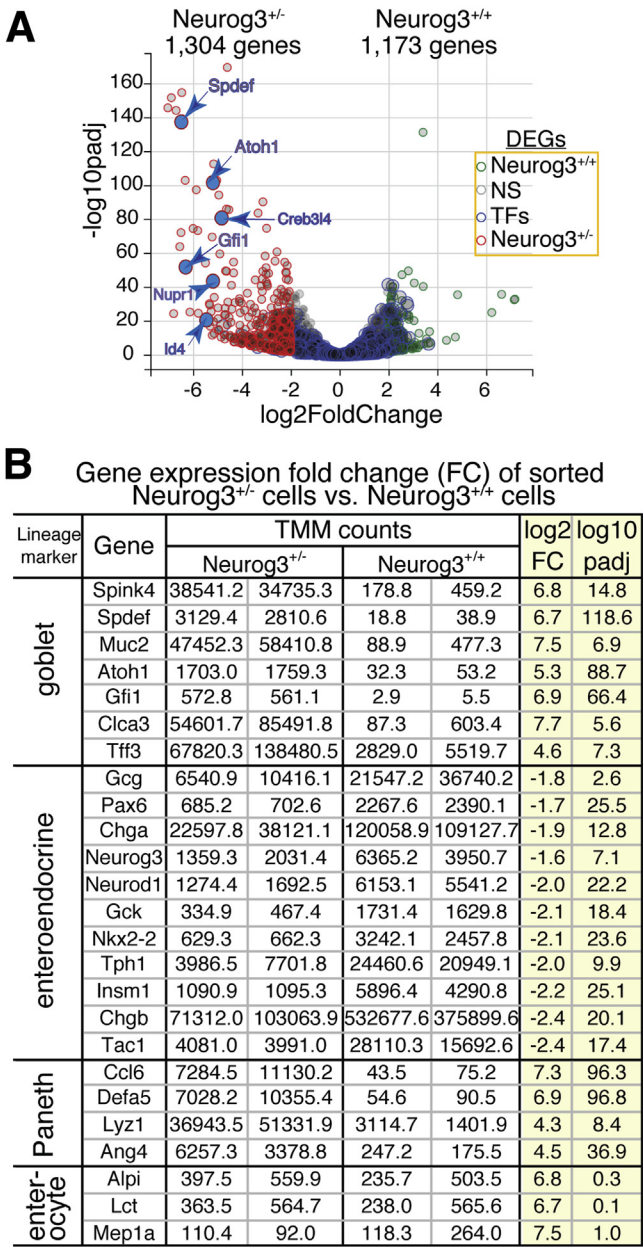 A
Neurog3+/-
1,304 genes
Neurog3+/+
1,173 genes
-log10padj
160
140
120
100
80
60
40
20
0
Spdef
Atoh1
Creb3l4
Gfi1
Nupr1
Id4
DEGs
Neurog3+/+
NS
TFs
Neurog3+/-
-6 -4 -2 0 2 4 6
log2FoldChange
B
Gene expression fold change (FC) of sorted
Neurog3+/- cells vs. Neurog3+/+ cells
Lineage marker Gene TMM counts log2 FC log10 padj
Neurog3+/- Neurog3+/+
goblet
Spink4 38541.2 34735.3 178.8 459.2 6.8 14.8
Spdef 3129.4 2810.6 18.8 38.9 6.7 118.6
Muc2 47452.3 58410.8 88.9 477.3 7.5 6.9
Atoh1 1703.0 1759.3 32.3 53.2 5.3 88.7
Gfi1 572.8 561.1 2.9 5.5 6.9 66.4
Clca3 54601.7 85491.8 87.3 603.4 7.7 5.6
Tff3 67820.3 138480.5 2829.0 5519.7 4.6 7.3
enteroendocrine
Gcg 6540.9 10416.1 21547.2 36740.2 -1.8 2.6
Pax6 685.2 702.6 2267.6 2390.1 -1.7 25.5
Chga 22597.8 38121.1 120058.9 109127.7 -1.9 12.8
Neurog3 1359.3 2031.4 6365.2 3950.7 -1.6 7.1
Neurod1 1274.4 1692.5 6153.1 5541.2 -2.0 22.2
Gck 334.9 467.4 1731.4 1629.8 -2.1 18.4
Nkx2-2 629.3 662.3 3242.1 2457.8 -2.1 23.6
Tph1 3986.5 7701.8 24460.6 20949.1 -2.0 9.9
Insm1 1090.9 1095.3 5896.4 4290.8 -2.2 25.1
Chgb 71312.0 103063.9 532677.6 375899.6 -2.4 20.1
Tac1 4081.0 3991.0 28110.3 15692.6 -2.4 17.4
Paneth
Ccl6 7284.5 11130.2 43.5 75.2 7.3 96.3
Defa5 7028.2 10355.4 54.6 90.5 6.9 96.8
Lyz1 36943.5 51331.9 3114.7 1401.9 4.3 8.4
Ang4 6257.3 3378.8 247.2 175.5 4.5 36.9
enter-
ocyte
Alpi 397.5 559.9 235.7 503.5 6.8 0.3
Lct 363.5 564.7 238.0 565.6 6.7 0.1
Mep1a 110.4 92.0 118.3 264.0 7.5 1.0